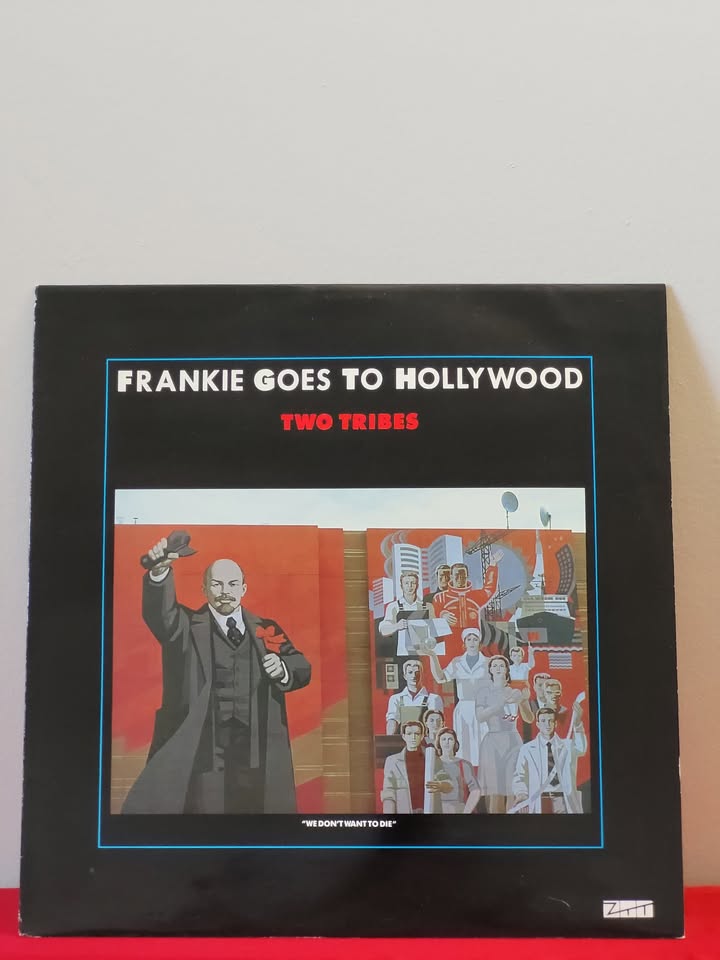 FRANKIE GOES TO HOLLYWOOD
TWO TRIBES
"WE DON'T WANT TO DIE"
ZTT